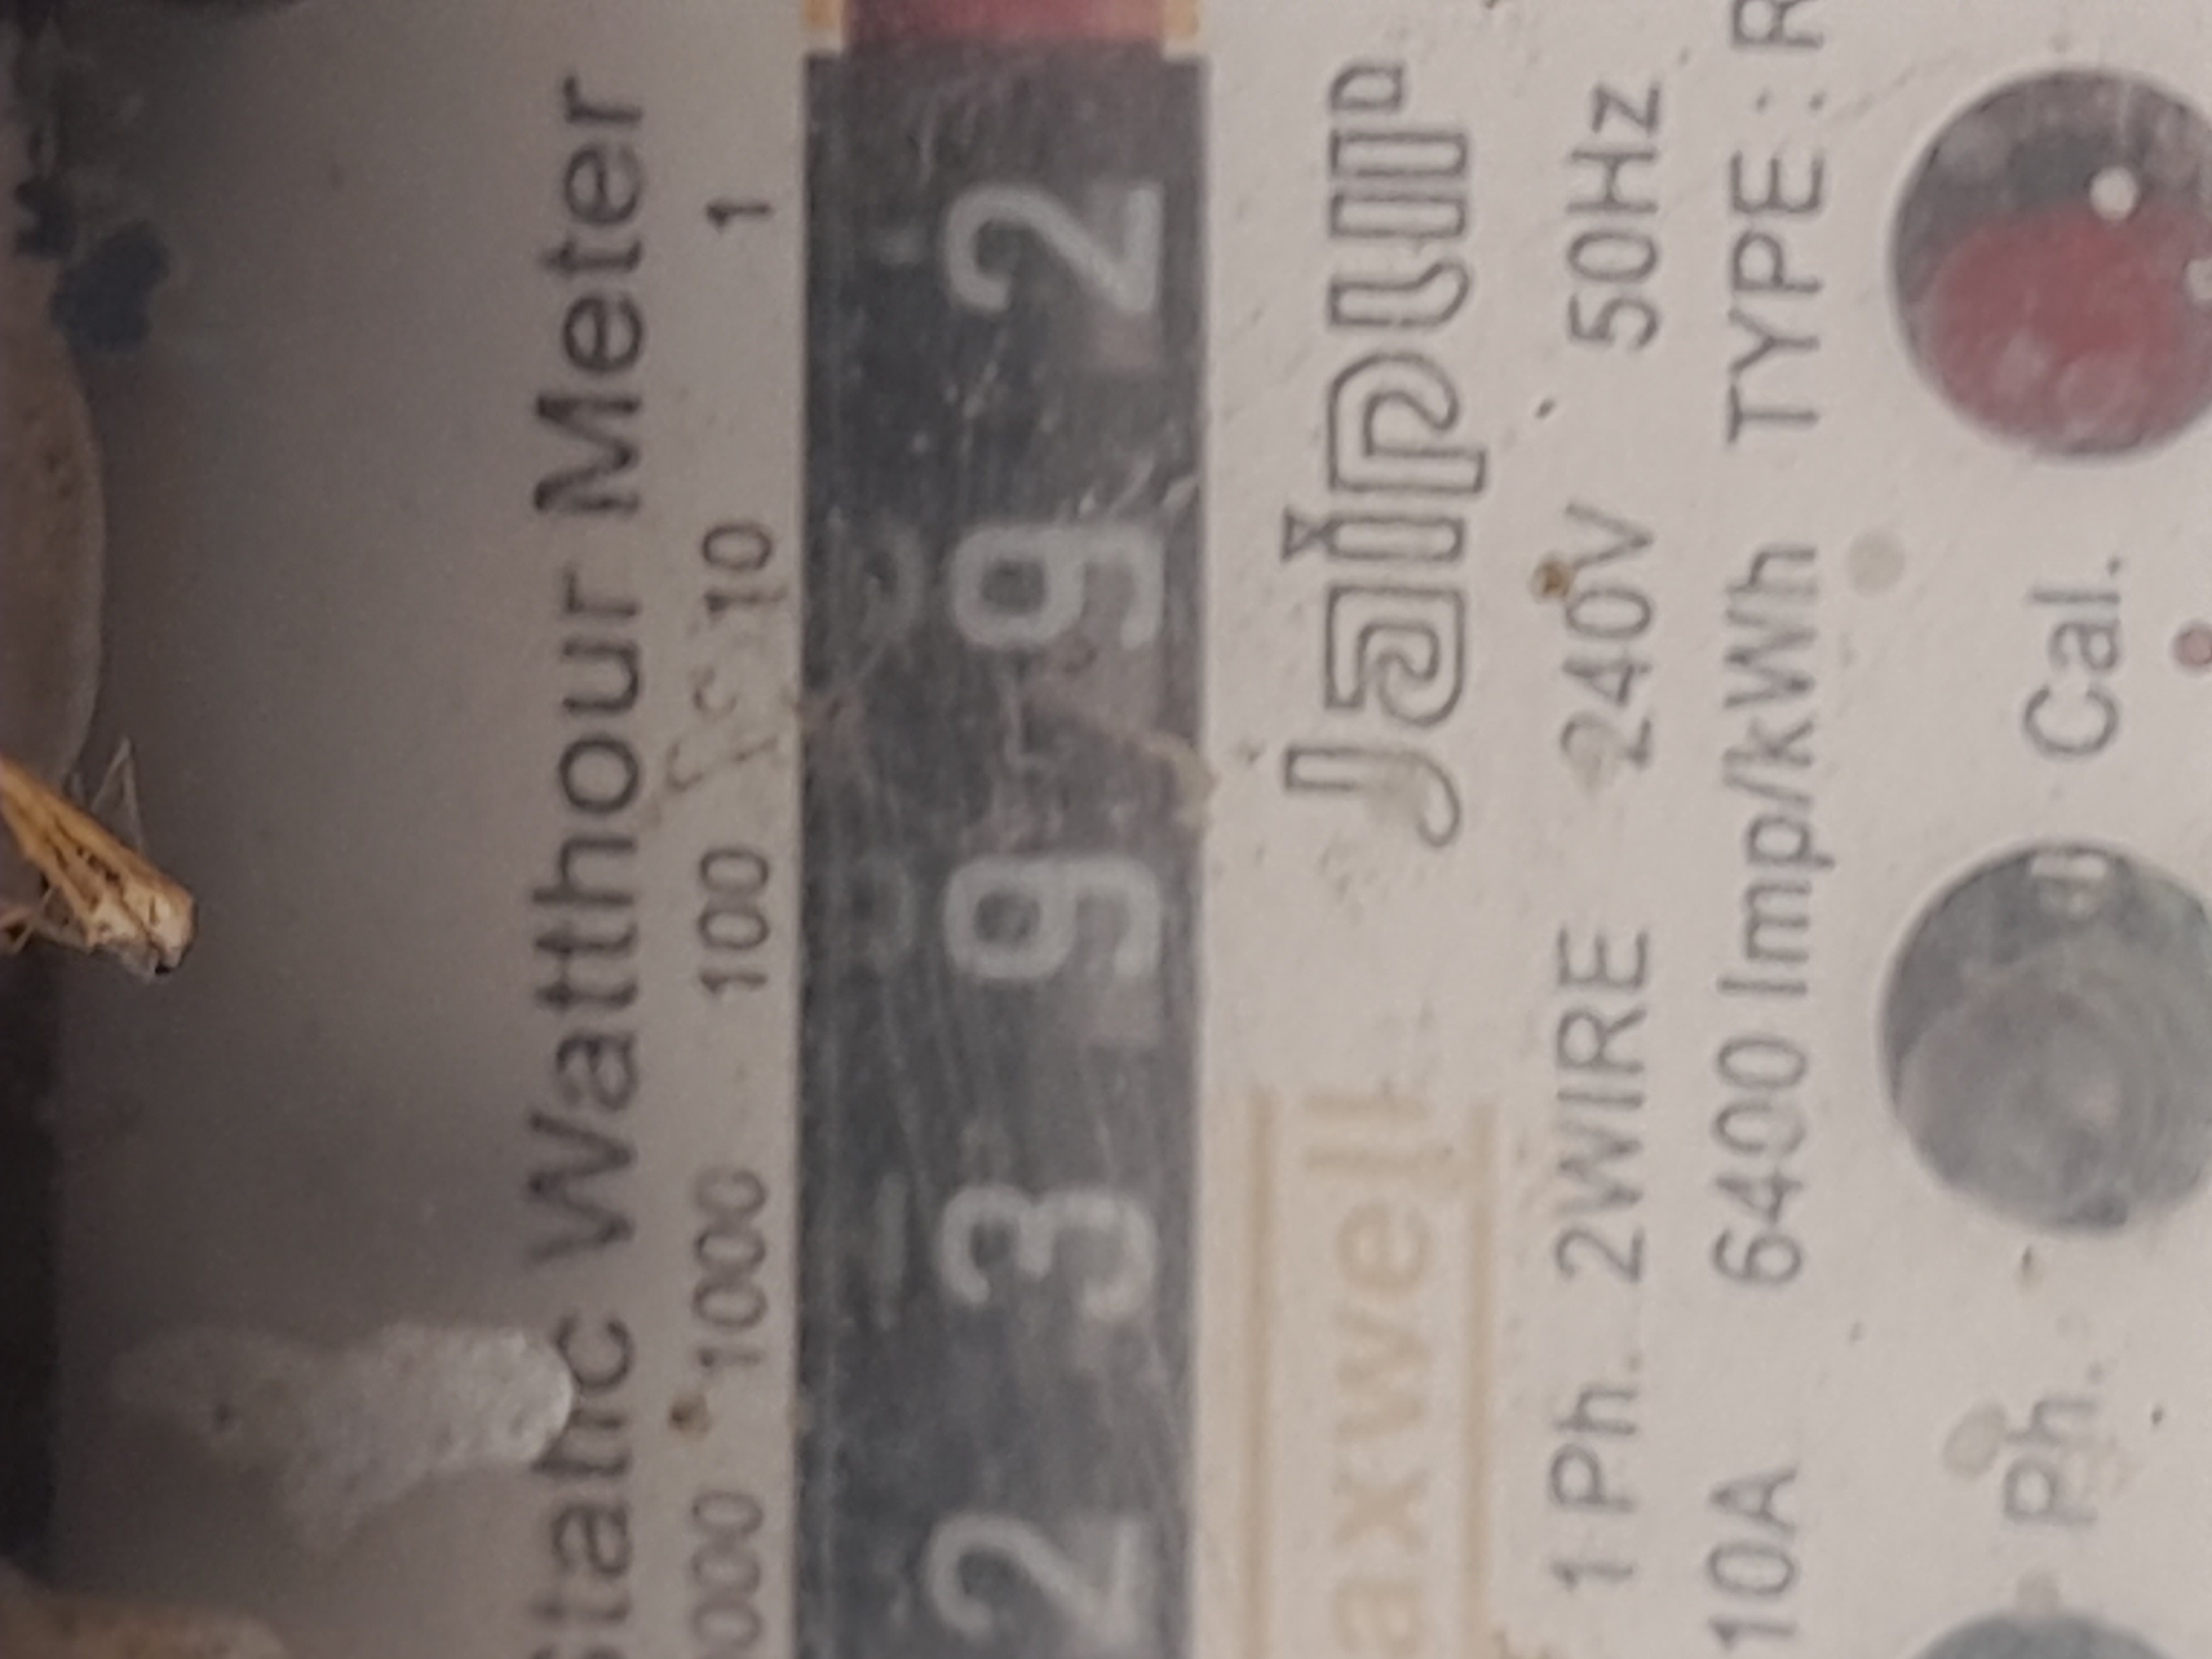 Static Watthour Meter
1000 100 10 1
2 3 9 9 2
jaipur
1 Ph. 2WIRE 240V 50Hz
10A 6400 Imp/kWh TYPE : R
Ph. Cal.